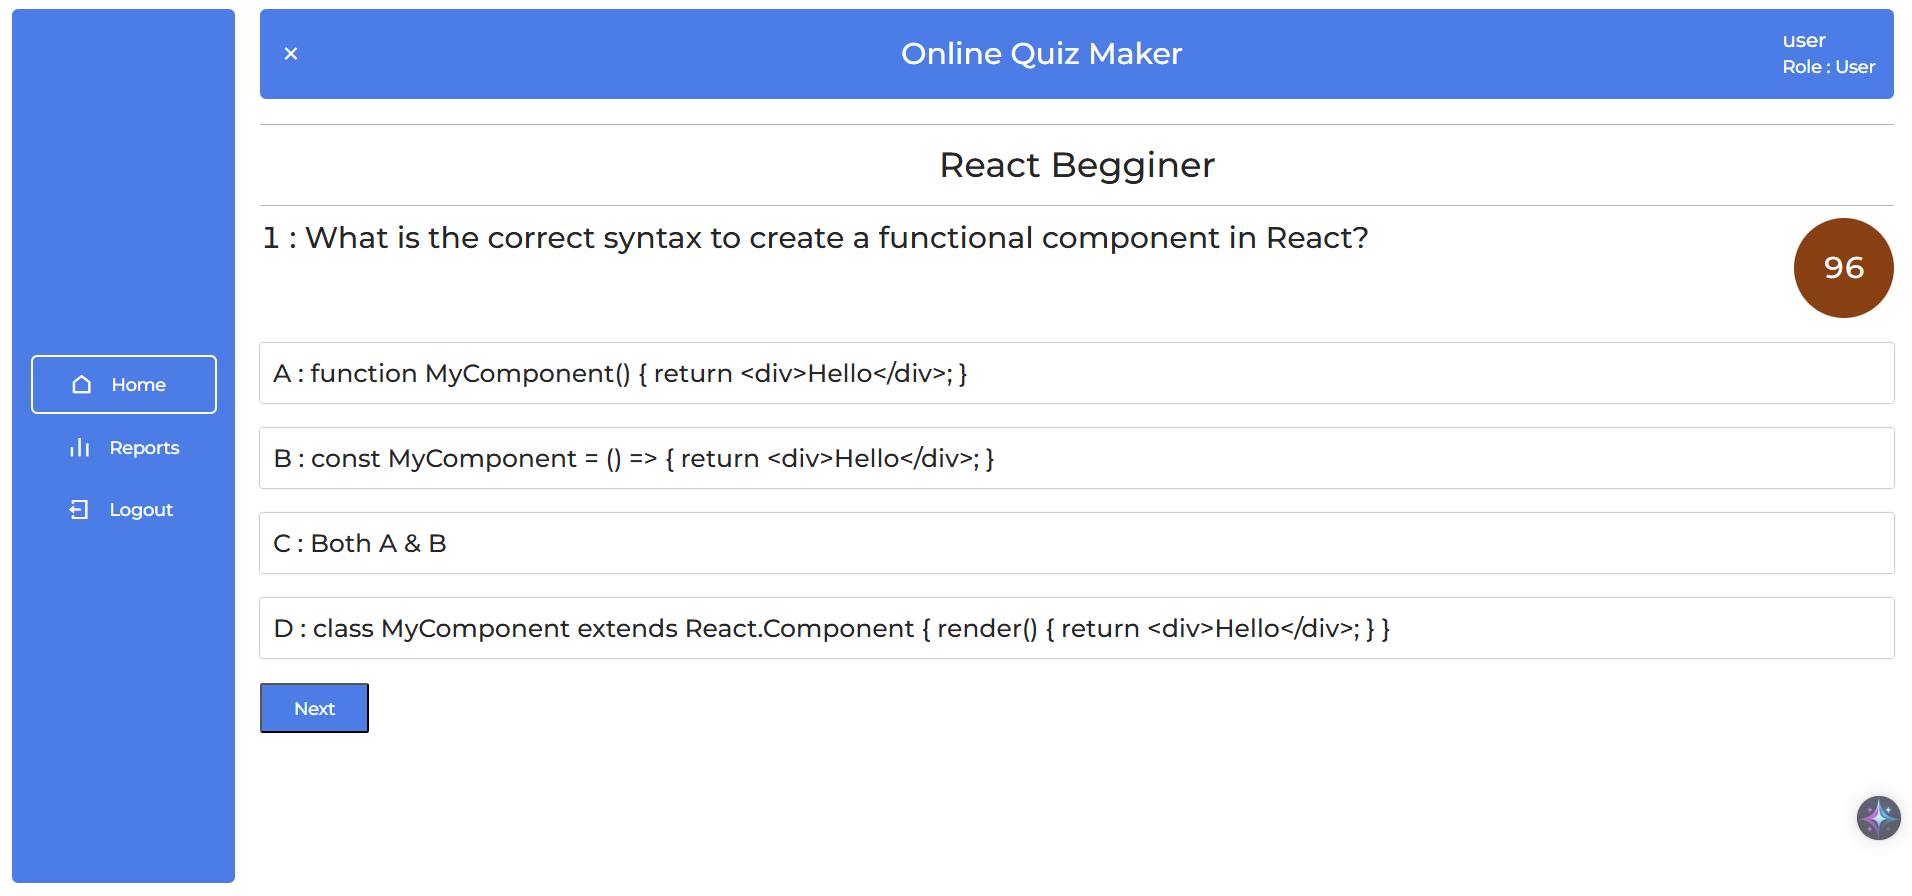 ×
Online Quiz Maker
user
Role : User
Home
Reports
Logout
React Begginer
1 : What is the correct syntax to create a functional component in React?
96
A : function MyComponent() { return <div>Hello</div>; }
B : const MyComponent = () => { return <div>Hello</div>; }
C : Both A & B
D : class MyComponent extends React.Component { render() { return <div>Hello</div>; } }
Next